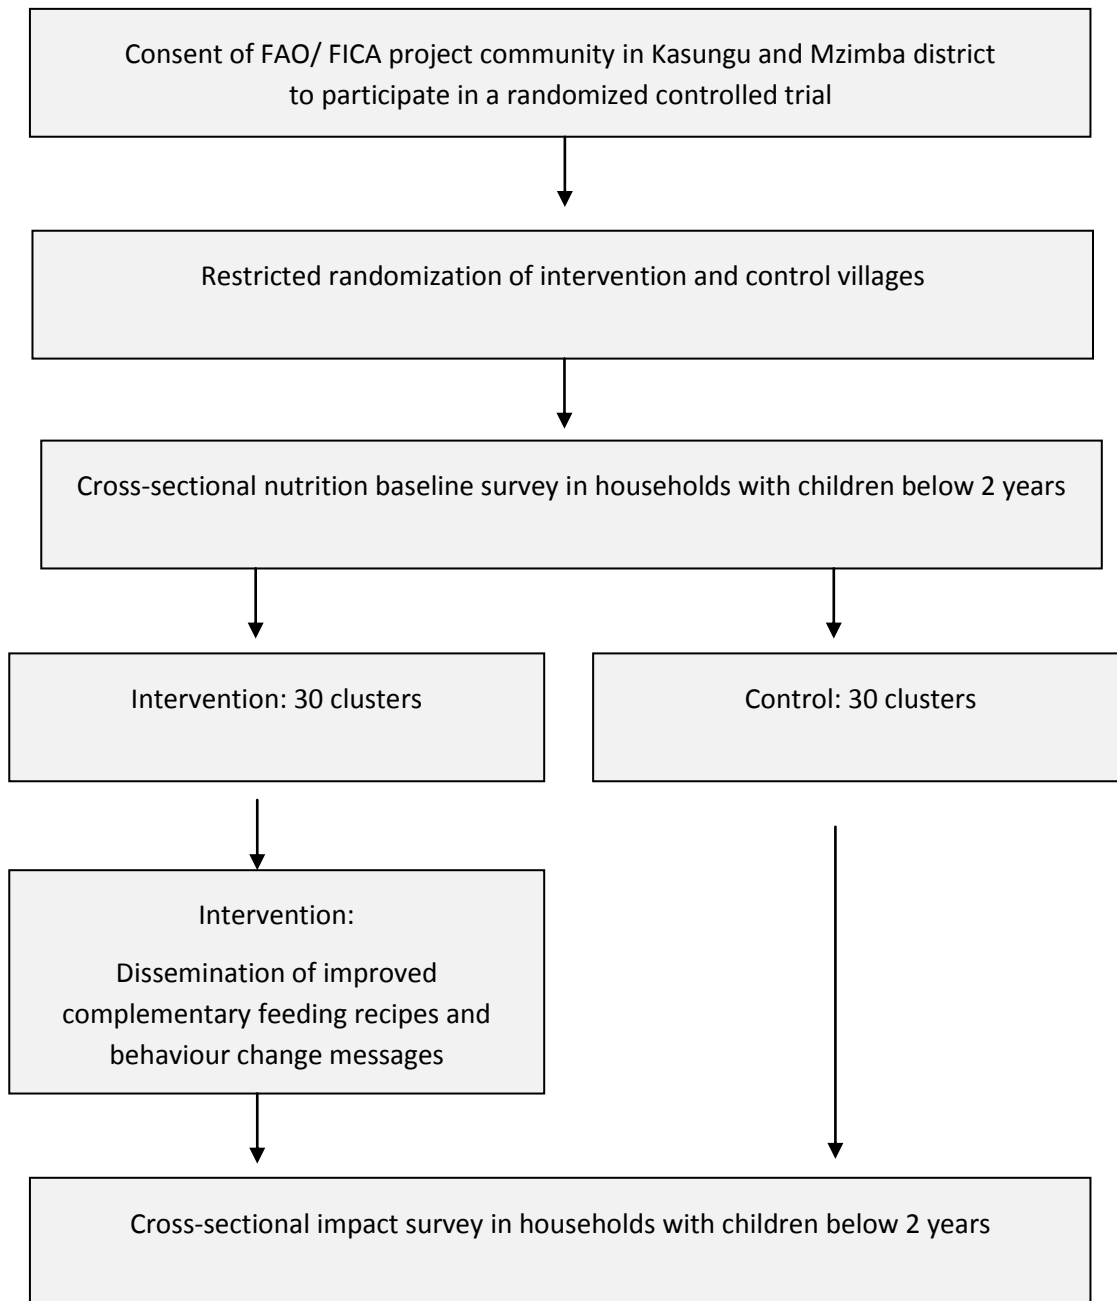 Consent of FAO/ FICA project community in Kasungu and Mzimba district
to participate in a randomized controlled trial
Restricted randomization of intervention and control villages
Cross-sectional nutrition baseline survey in households with children below 2 years
Intervention: 30 clusters
Control: 30 clusters
Intervention:
Dissemination of improved
complementary feeding recipes and
behaviour change messages
Cross-sectional impact survey in households with children below 2 years